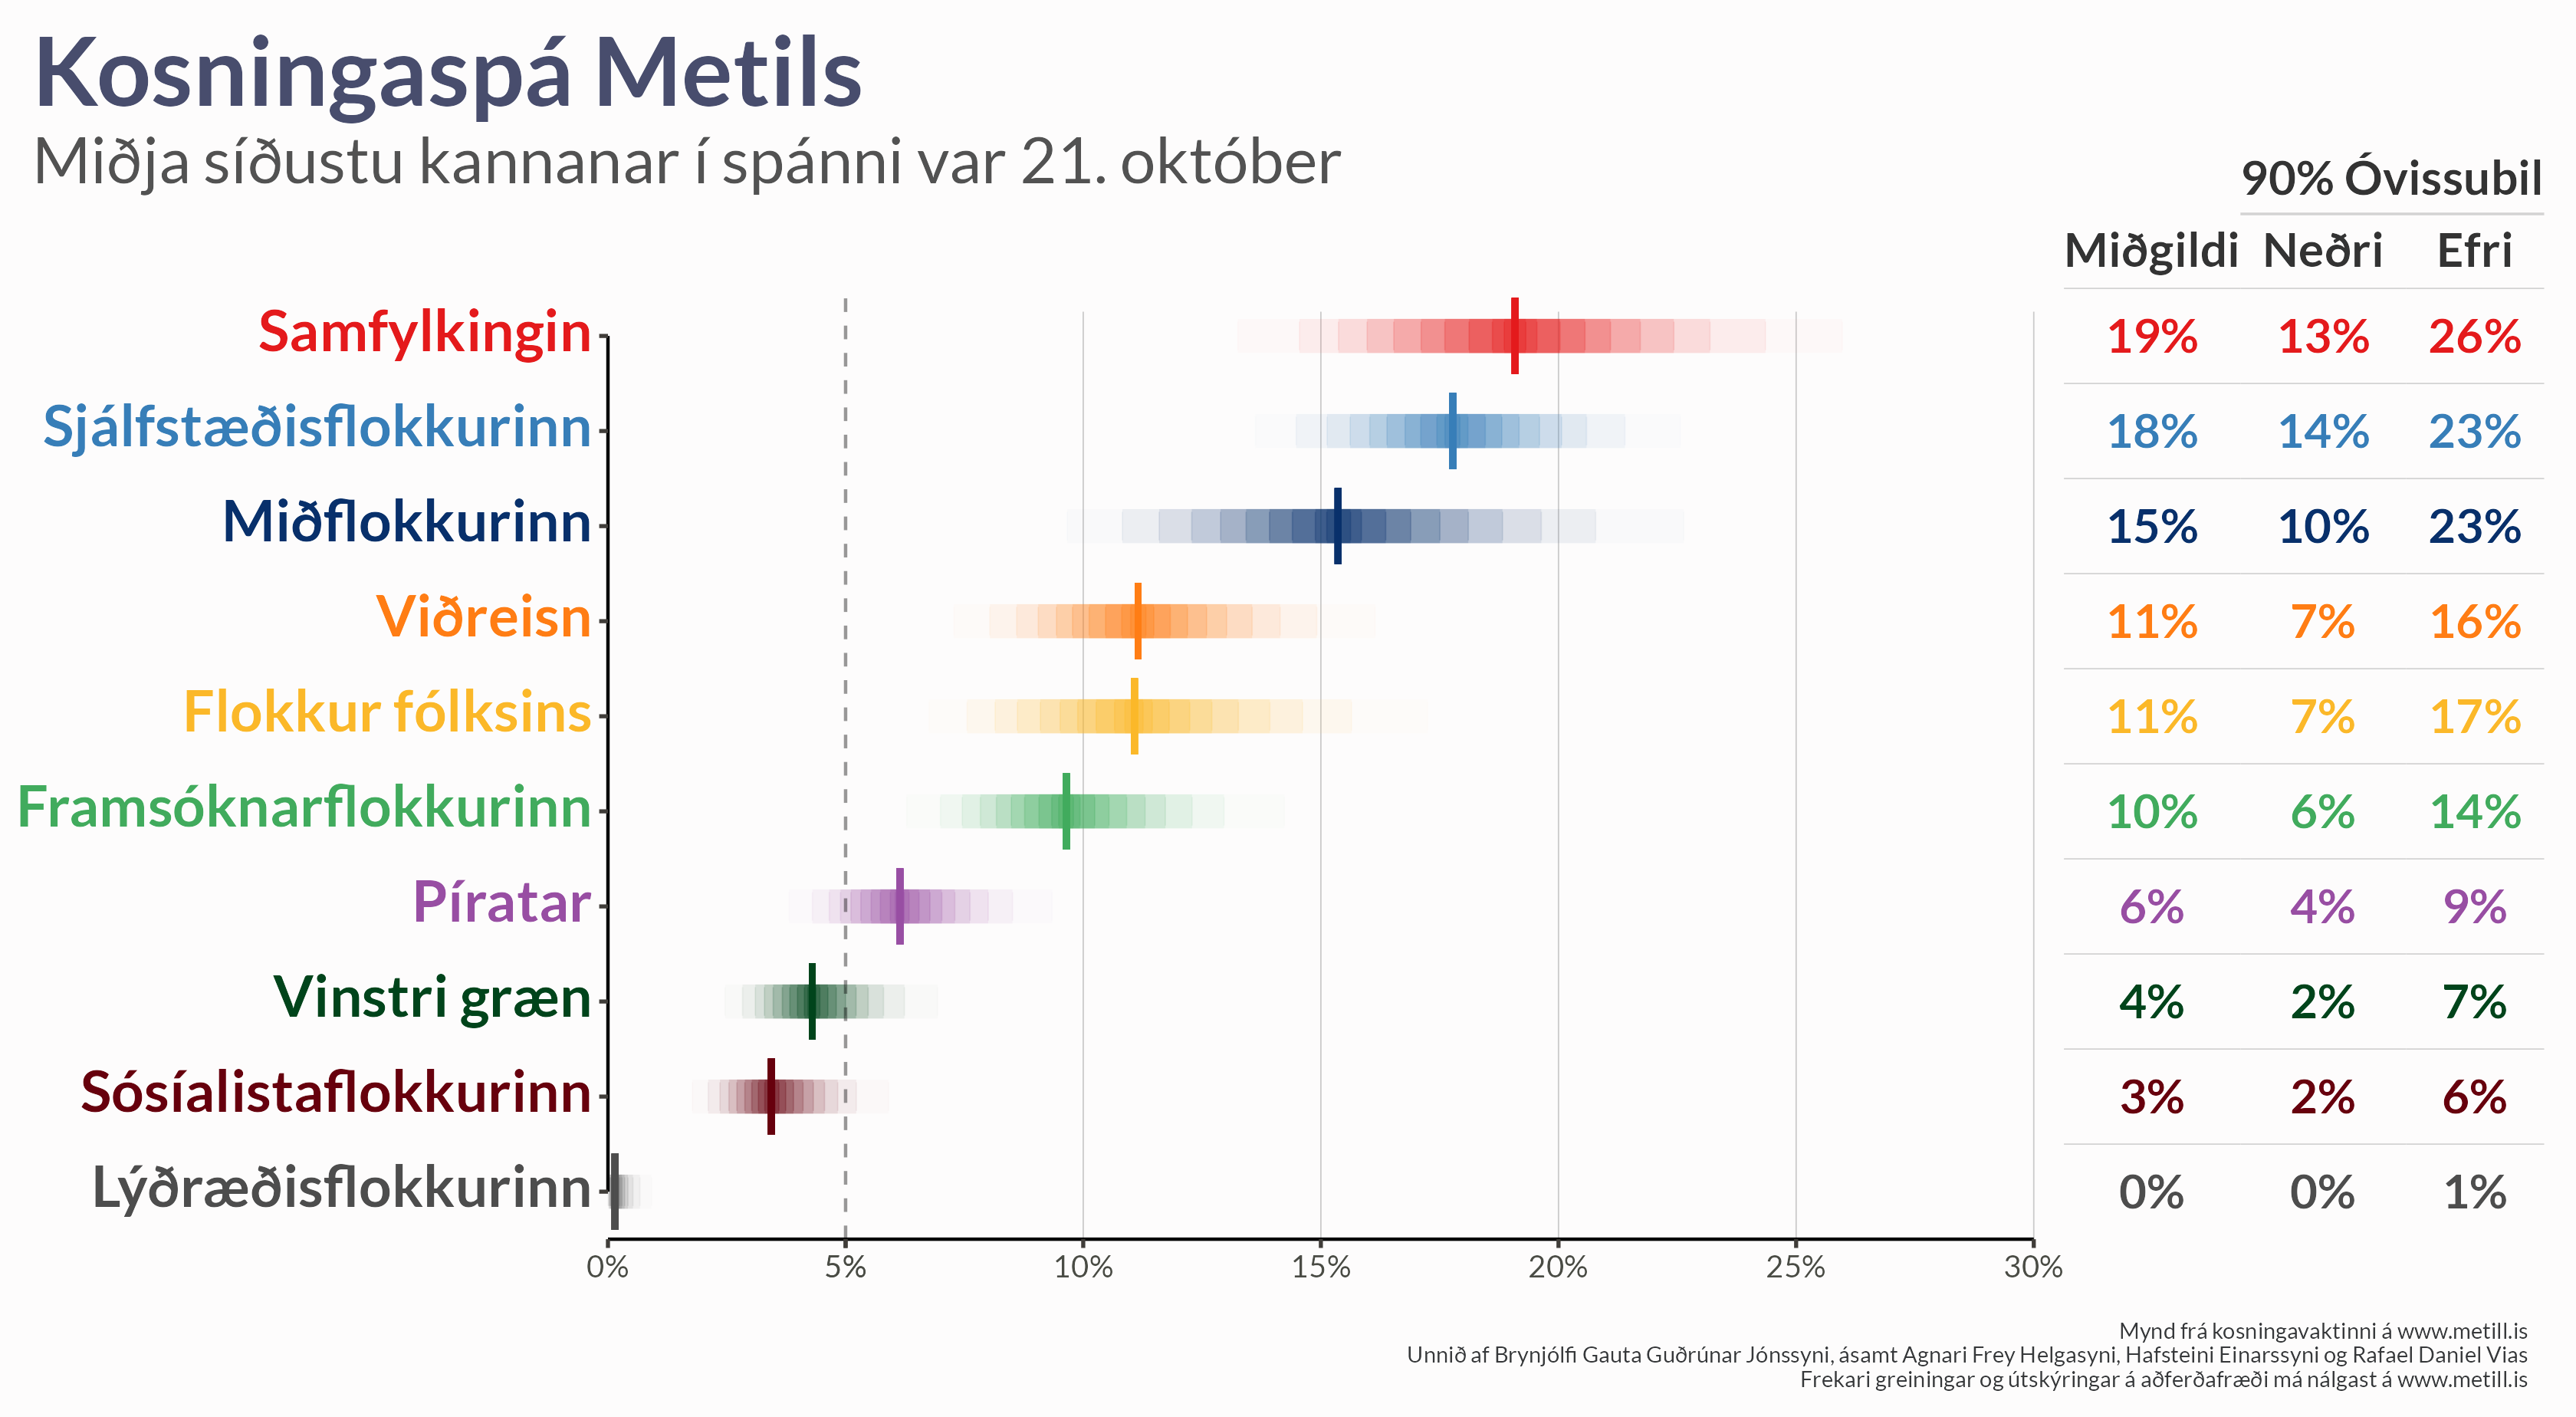 Kosningaspá Metils
Miðja síðustu kannanar í spánni var 21. október
90% Óvissubil
Miðgildi Neðri Efri
Samfylkingin 19% 13% 26%
Sjálfstæðisflokkurinn 18% 14% 23%
Miðflokkurinn 15% 10% 23%
Viðreisn 11% 7% 16%
Flokkur fólksins 11% 7% 17%
Framsóknarflokkurinn 10% 6% 14%
Píratar 6% 4% 9%
Vinstri græn 4% 2% 7%
Sósíalistaflokkurinn 3% 2% 6%
Lýðræðisflokkurinn 0% 0% 1%
0% 5% 10% 15% 20% 25% 30%
Mynd frá kosningavaktinni á www.metill.is
Unnið af Brynjólfi Gauta Guðrúnar Jónssyni, ásamt Agnari Frey Helgasyni, Hafsteini Einarssyni og Rafael Daniel Vias
Frekari greiningar og útskýringar á aðferðafræði má nálgast á www.metill.is